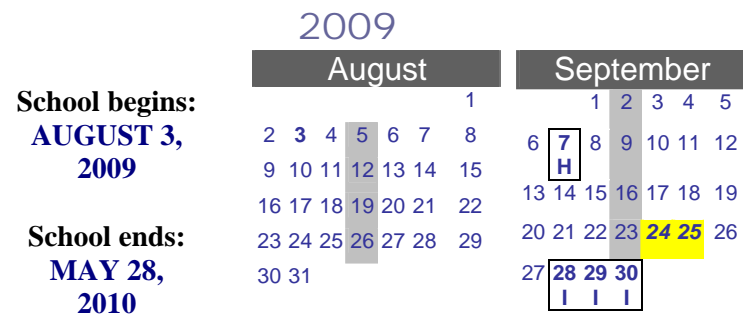 2009
School begins:
AUGUST 3,
2009
School ends:
MAY 28,
2010
August
1
2 3 4 5 6 7 8
9 10 11 12 13 14 15
16 17 18 19 20 21 22
23 24 25 26 27 28 29
30 31
September
1 2 3 4 5
6 7 8 9 10 11 12
H
13 14 15 16 17 18 19
20 21 22 23 24 25 26
27 28 29 30
I I I